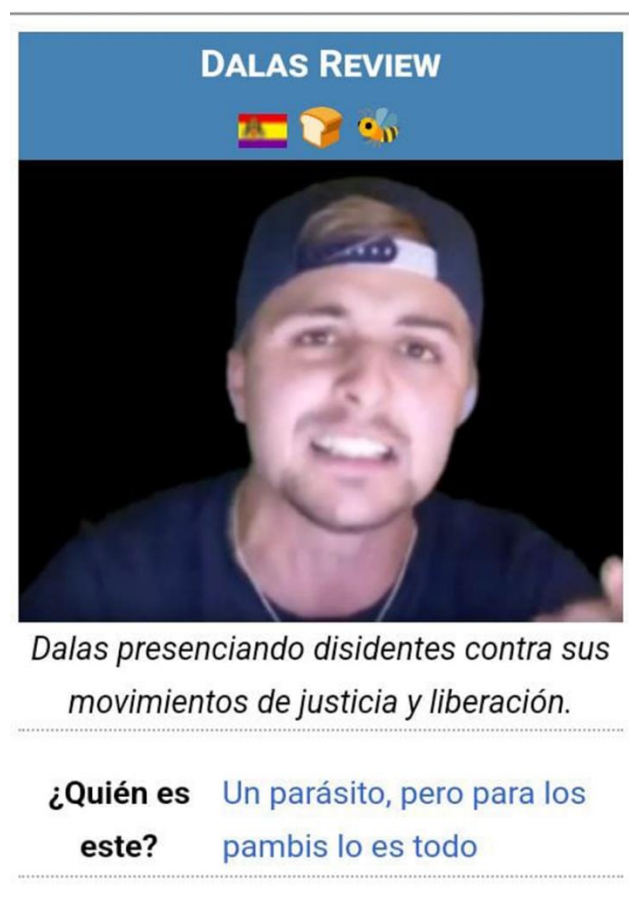 DALAS REVIEW
Dalas presenciando disidentes contra sus
movimientos de justicia y liberación.
¿Quién es Un parásito, pero para los
este? pambis lo es todo